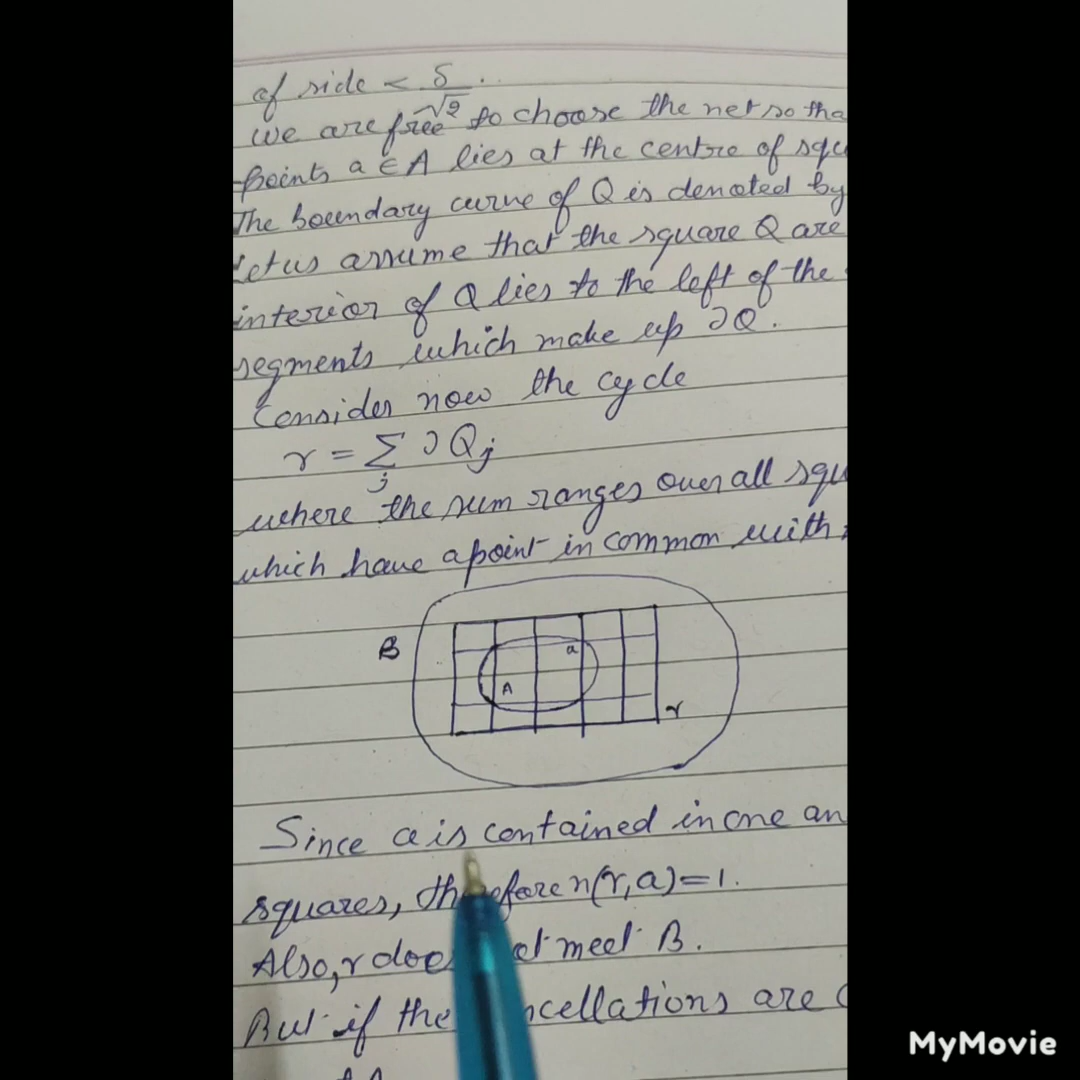 of side < δ/√2.
We are free to choose the net so tha
points a ∈ A lies at the centre of squ
The boundary curve of Q is denoted by
Let us assume that the square Q are
interior of Q lies to the left of the
segments which make up ∂Q.
Consider now the cycle
γ = Σ ∂Qj
j
where the sum ranges over all squ
which have a point in common with
B
a
A
γ
Since a is contained in one an
squares, therefore n(γ,a)=1.
Also, γ does not meet B.
But if the cancellations are
MyMovie